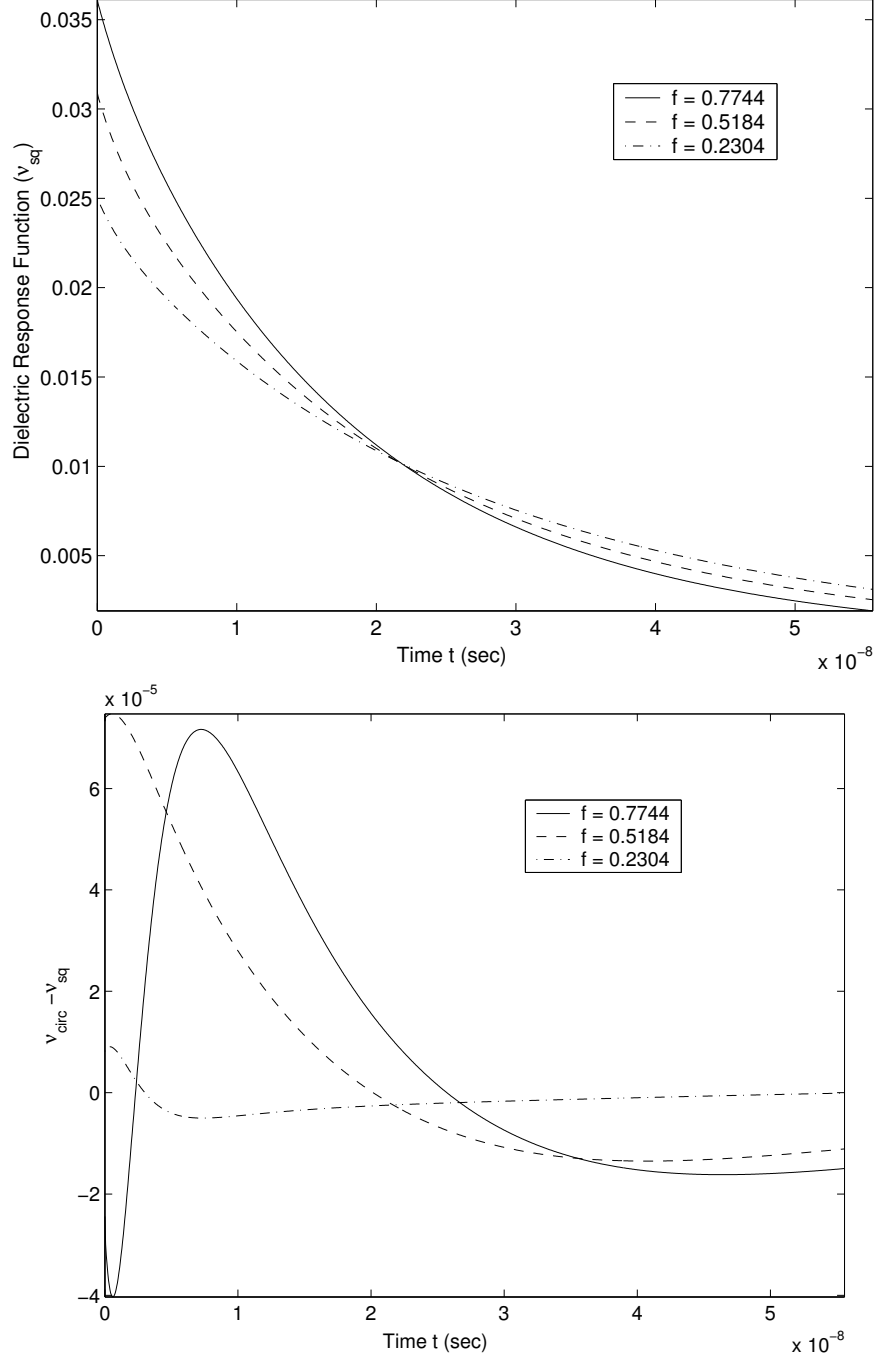 0.035
0.03
0.025
0.02
0.015
0.01
0.005
Dielectric Response Function (ν_sq)
f = 0.7744
f = 0.5184
f = 0.2304
0 1 2 3 4 5
x 10^−8
Time t (sec)
x 10^−5
6
4
2
0
−2
−4
ν_circ −ν_sq
f = 0.7744
f = 0.5184
f = 0.2304
0 1 2 3 4 5
x 10^−8
Time t (sec)